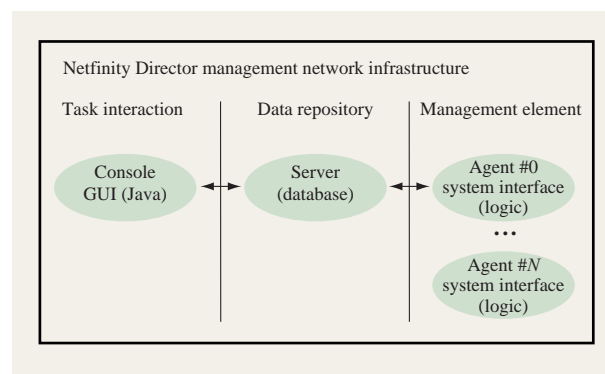 Netfinity Director management network infrastructure
Task interaction
Data repository
Management element
Console
GUI (Java)
Server
(database)
Agent #0
system interface
(logic)
...
Agent #N
system interface
(logic)